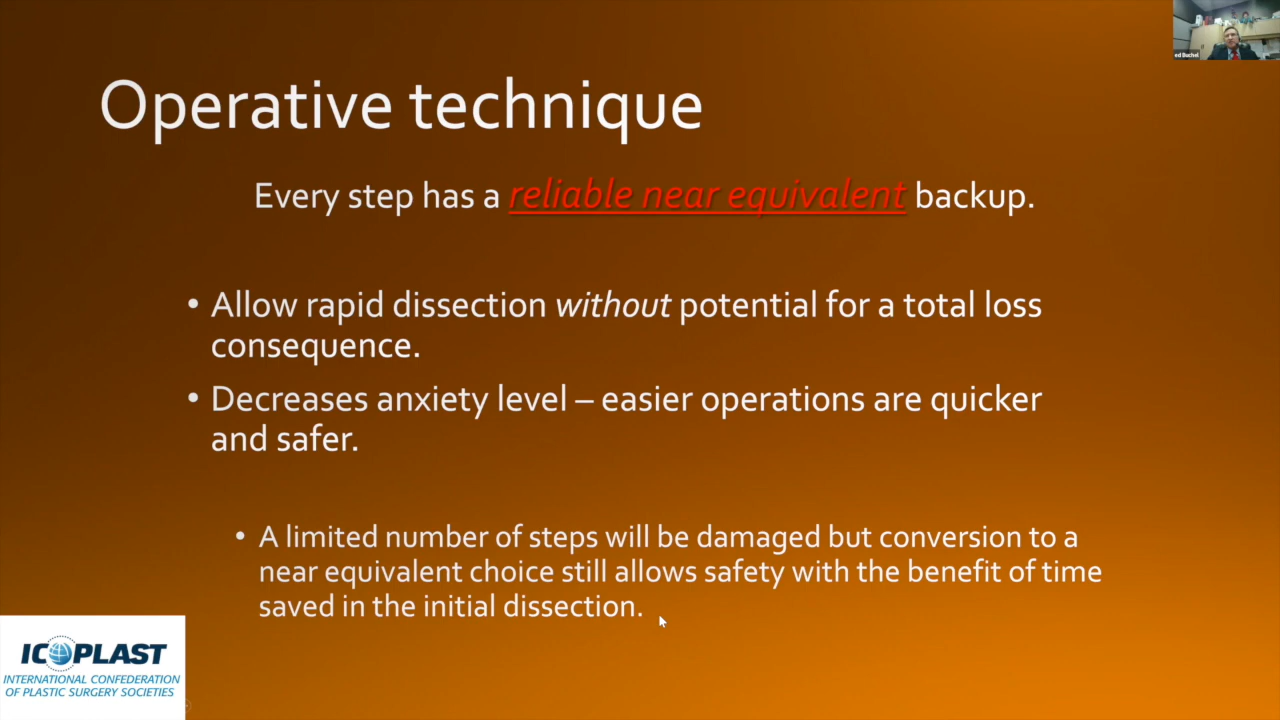 ed Buchel
Operative technique
Every step has a reliable near equivalent backup.
• Allow rapid dissection without potential for a total loss
consequence.
• Decreases anxiety level – easier operations are quicker
and safer.
• A limited number of steps will be damaged but conversion to a
near equivalent choice still allows safety with the benefit of time
saved in the initial dissection.
ICOPLAST
INTERNATIONAL CONFEDERATION
OF PLASTIC SURGERY SOCIETIES